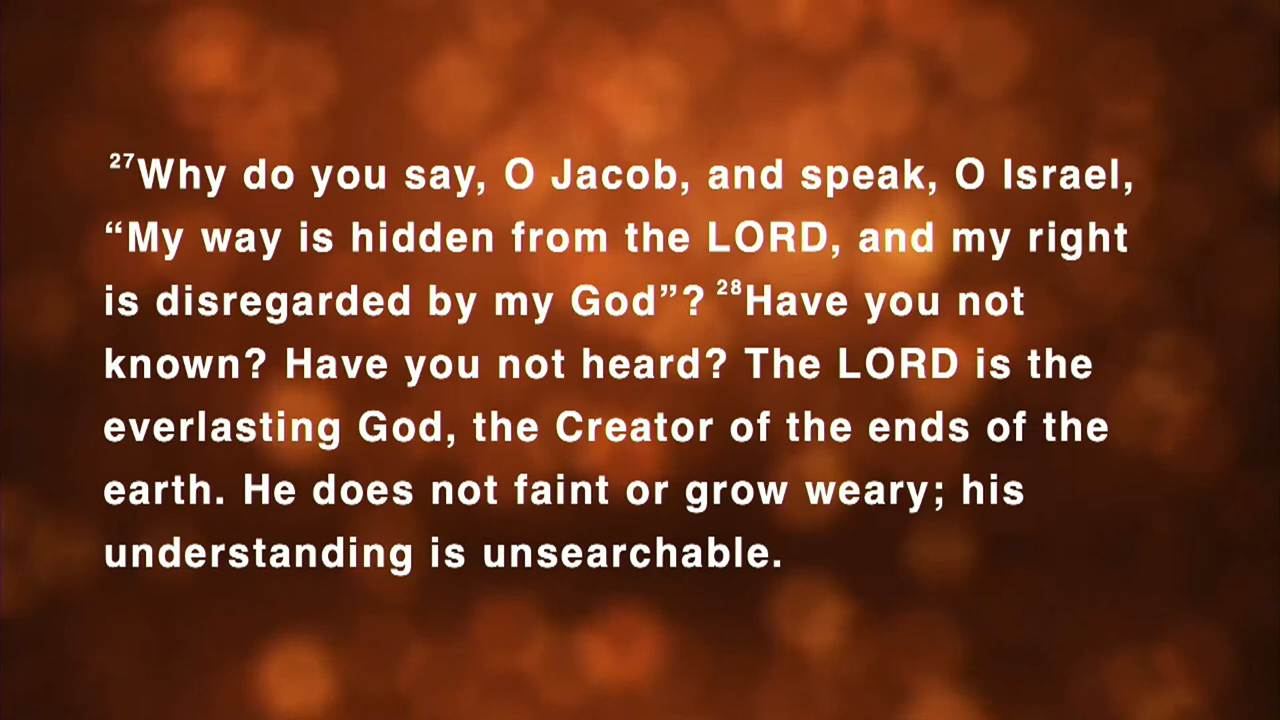 27Why do you say, O Jacob, and speak, O Israel,
“My way is hidden from the LORD, and my right
is disregarded by my God”? 28Have you not
known? Have you not heard? The LORD is the
everlasting God, the Creator of the ends of the
earth. He does not faint or grow weary; his
understanding is unsearchable.